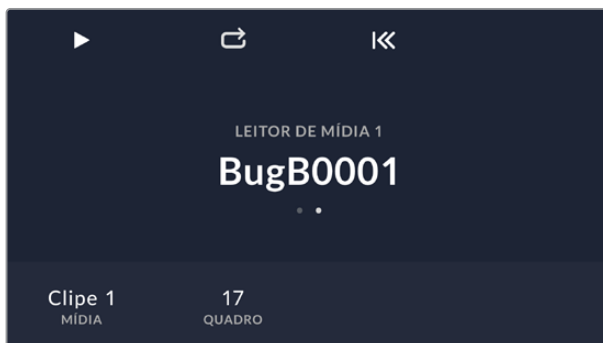 LEITOR DE MÍDIA 1
BugB0001
Clipe 1
17
MÍDIA
QUADRO